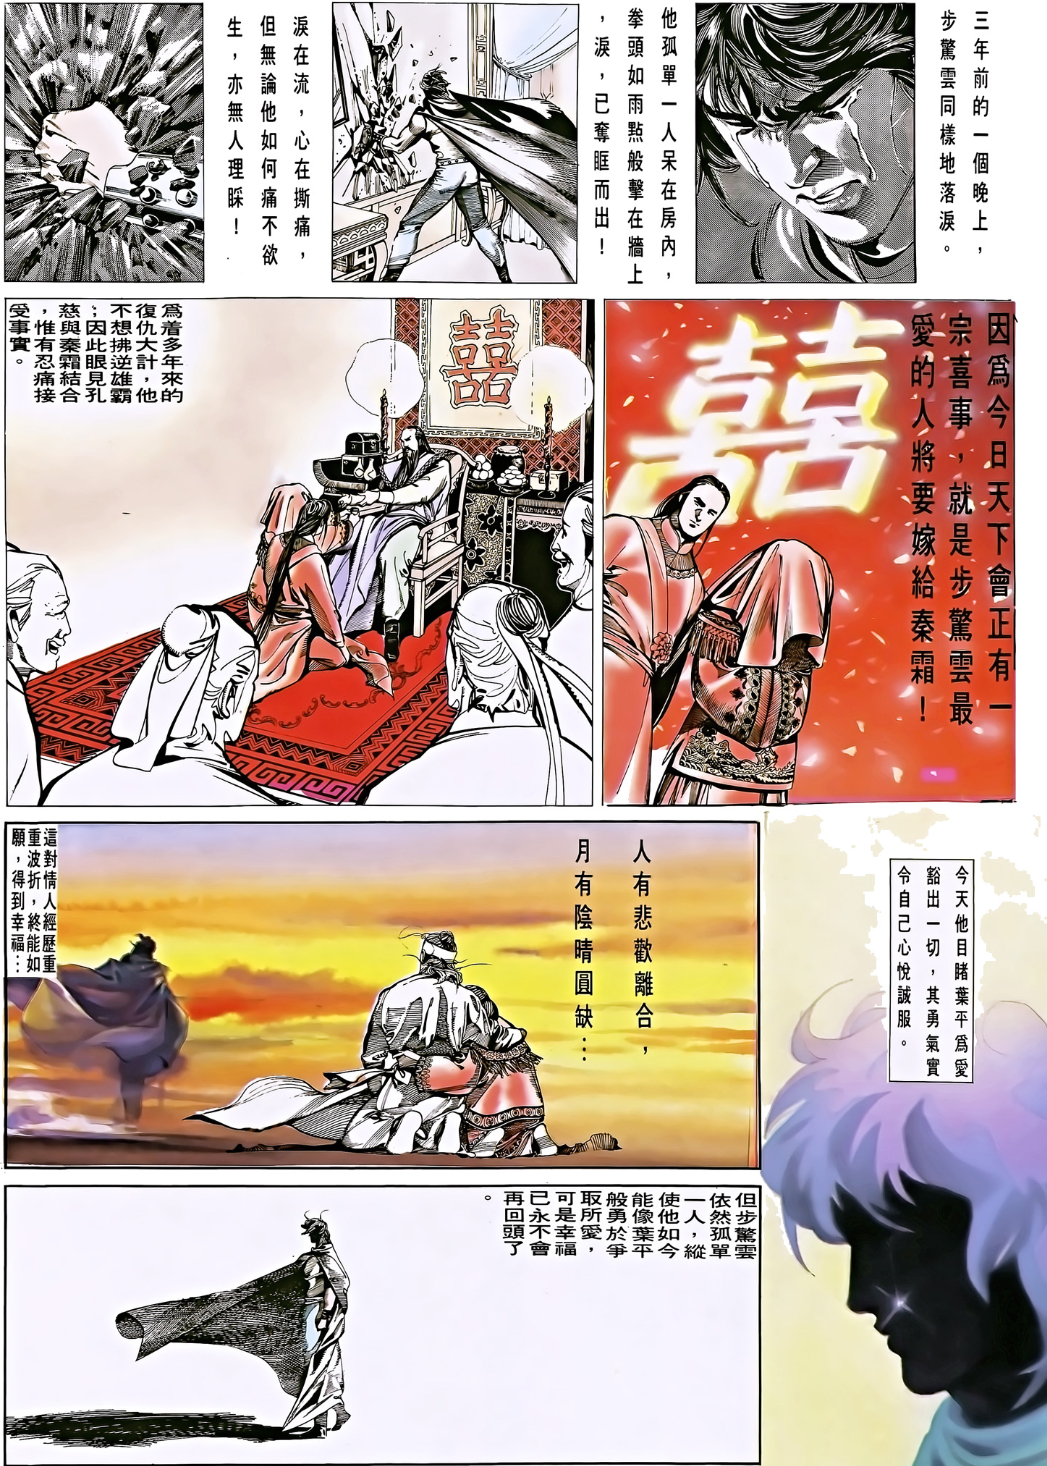 三年前的一個晚上，
步驚雲同樣地落淚。
他孤單一人呆在房內，
拳頭如雨點般擊在牆上
，淚，已奪眶而出！
淚在流，心在撕痛，
但無論他如何痛不欲
生，亦無人理睬！
因爲今日天下會正有一
宗喜事，就是步驚雲最
愛的人將要嫁給秦霜！
囍
爲着多年來的
復仇大計，他
不想拂逆雄霸
；因此眼見孔
慈與秦霜結合
，惟有忍痛接
受事實。
囍
今天他目睹葉平爲愛
豁出一切，其勇氣實
令自己心悅誠服。
人有悲歡離合，
月有陰晴圓缺…
這對情人經歷重
重波折，終能如
願，得到幸福…
但步驚雲
依然孤單
一人，縱
使他如今
能像葉平
般勇於爭
取所愛，
可是幸福
已永不會
再回頭了
。